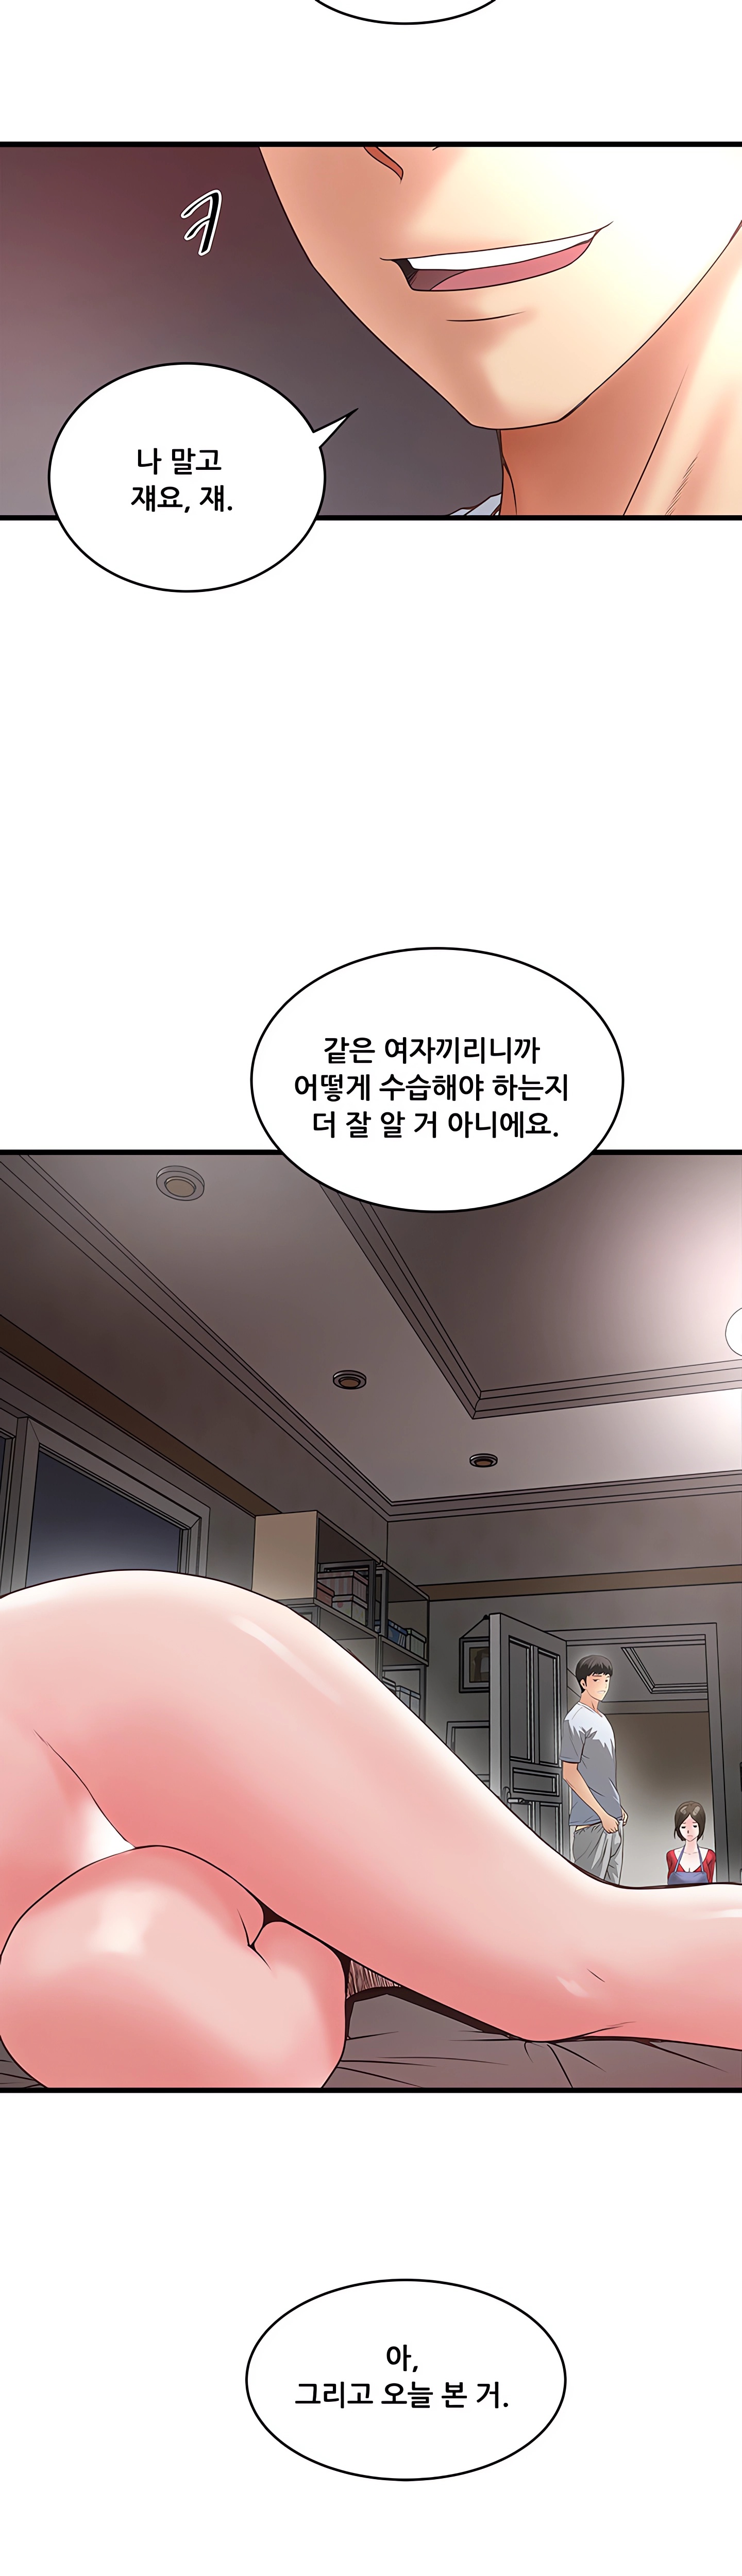 씨
나 말고
쟤요, 쟤.
같은 여자끼리니까
어떻게 수습해야 하는지
더 잘 알 거 아니에요.
아,
그리고 오늘 본 거.